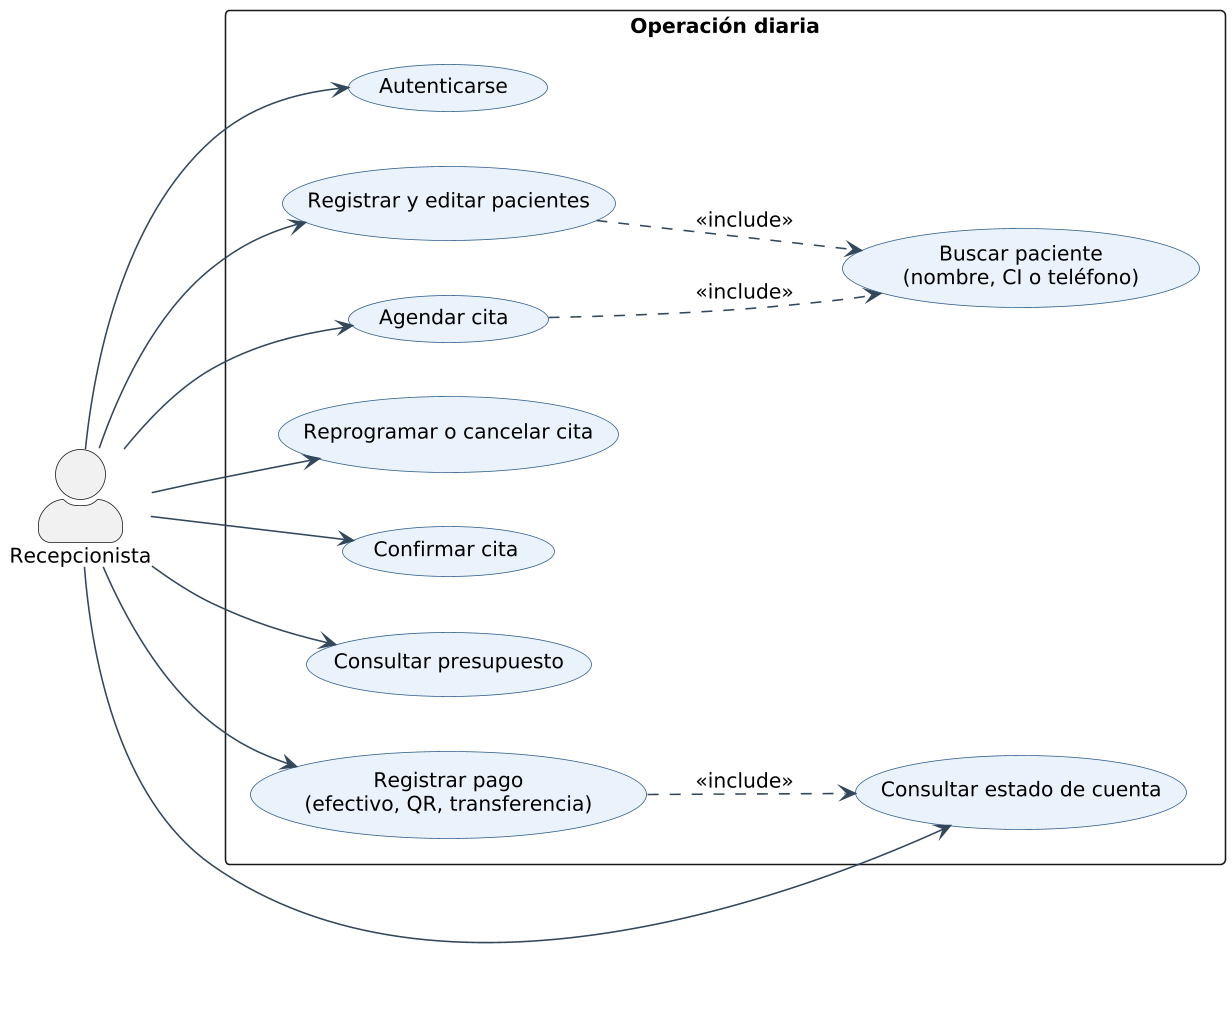 Operación diaria
Autenticarse
Registrar y editar pacientes
«include»
Buscar paciente
(nombre, CI o teléfono)
«include»
Agendar cita
Reprogramar o cancelar cita
Recepcionista
Confirmar cita
Consultar presupuesto
Registrar pago
(efectivo, QR, transferencia)
«include»
Consultar estado de cuenta